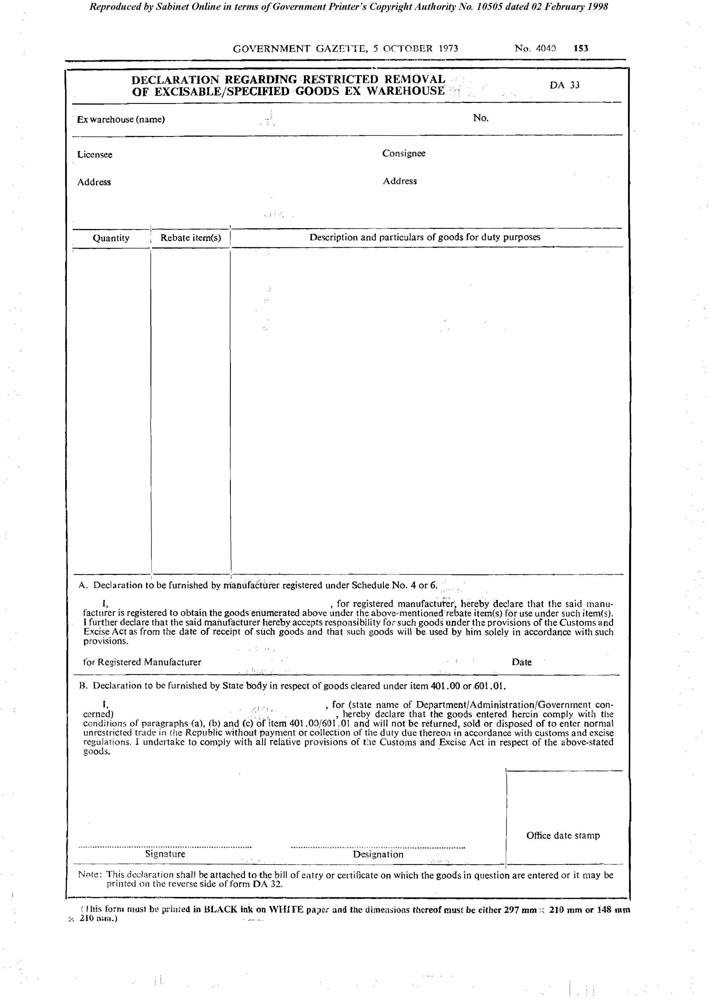 Reproduced by Sabinet Online in terms of Government Printer's Copyright Authority No. 10505 dated 02 February 1998
GOVERNMENT GAZETTE, 5 OCTOBER 1973 No. 4040 153
DECLARATION REGARDING RESTRICTED REMOVAL
OF EXCISABLE/SPECIFIED GOODS EX WAREHOUSE
DA 33
Ex warehouse (name) No.
Licensee Consignee
Address Address
Quantity Rebate item(s) Description and particulars of goods for duty purposes
A. Declaration to be furnished by manufacturer registered under Schedule No. 4 or 6.
I, , for registered manufacturer, hereby declare that the said manu-
facturer is registered to obtain the goods enumerated above under the above-mentioned rebate item(s) for use under such item(s).
I further declare that the said manufacturer hereby accepts responsibility for such goods under the provisions of the Customs and
Excise Act as from the date of receipt of such goods and that such goods will be used by him solely in accordance with such
provisions.
for Registered Manufacturer Date
B. Declaration to be furnished by State body in respect of goods cleared under item 401.00 or 601.01.
I, , for (state name of Department/Administration/Government con-
cerned) , hereby declare that the goods entered herein comply with the
conditions of paragraphs (a), (b) and (c) of item 401.00/601.01 and will not be returned, sold or disposed of to enter normal
unrestricted trade in the Republic without payment or collection of the duty due thereon in accordance with customs and excise
regulations. I undertake to comply with all relative provisions of the Customs and Excise Act in respect of the above-stated
goods.
Office date stamp
Signature Designation
Note: This declaration shall be attached to the bill of entry or certificate on which the goods in question are entered or it may be
printed on the reverse side of form DA 32.
(This form must be printed in BLACK ink on WHITE paper and the dimensions thereof must be either 297 mm × 210 mm or 148 mm
× 210 mm.)